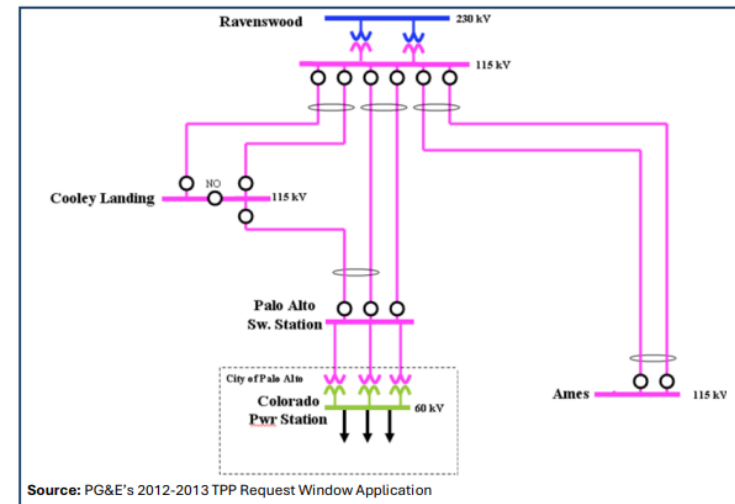 Ravenswood
230 kV
115 kV
NO
Cooley Landing
115 kV
Palo Alto
Sw. Station
City of Palo Alto
Colorado
Pwr Station
60 kV
Ames
115 kV
Source: PG&E's 2012-2013 TPP Request Window Application